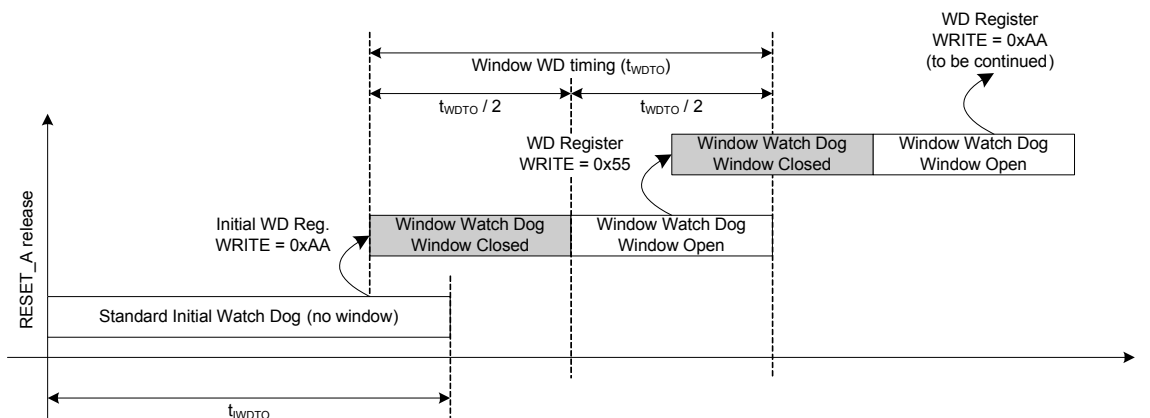 WD Register
WRITE = 0xAA
(to be continued)
Window WD timing (tWDTO)
tWDTO / 2
tWDTO / 2
WD Register
WRITE = 0x55
Window Watch Dog
Window Closed
Window Watch Dog
Window Open
Initial WD Reg.
WRITE = 0xAA
Window Watch Dog
Window Closed
Window Watch Dog
Window Open
RESET_A release
Standard Initial Watch Dog (no window)
tIWDTO